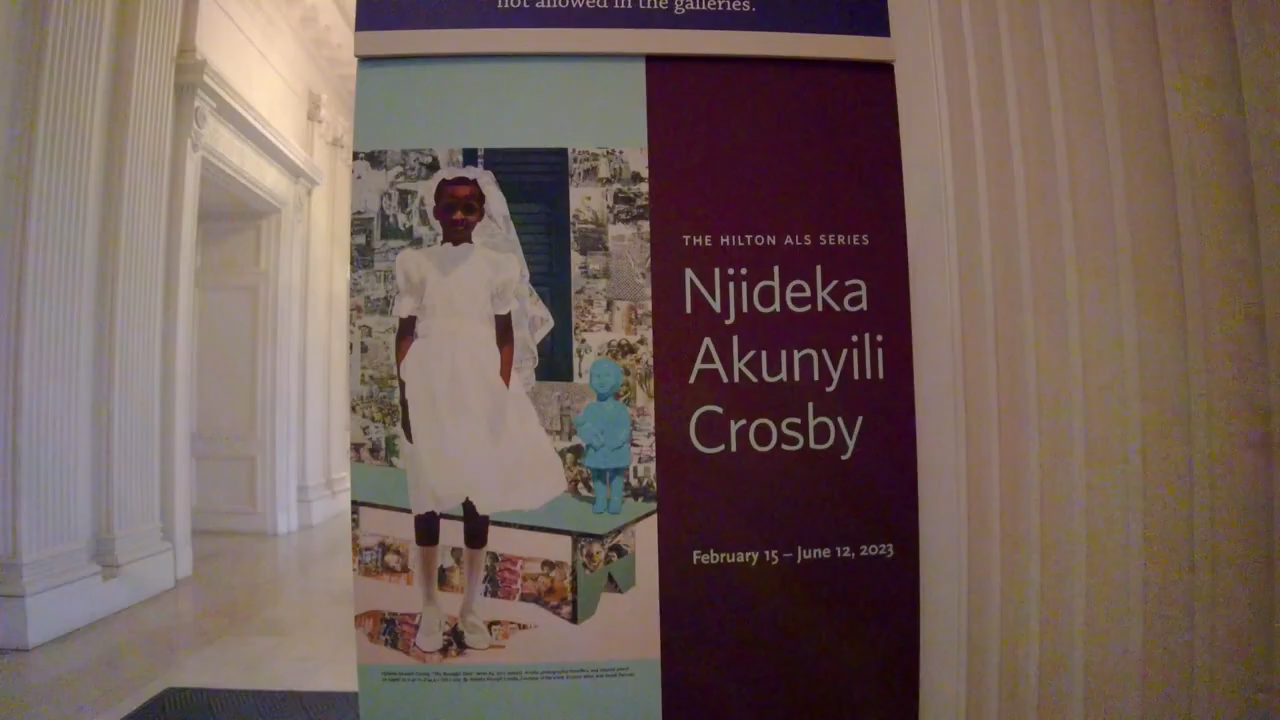 not allowed in the galleries.
THE HILTON ALS SERIES
Njideka
Akunyili
Crosby
February 15 – June 12, 2023